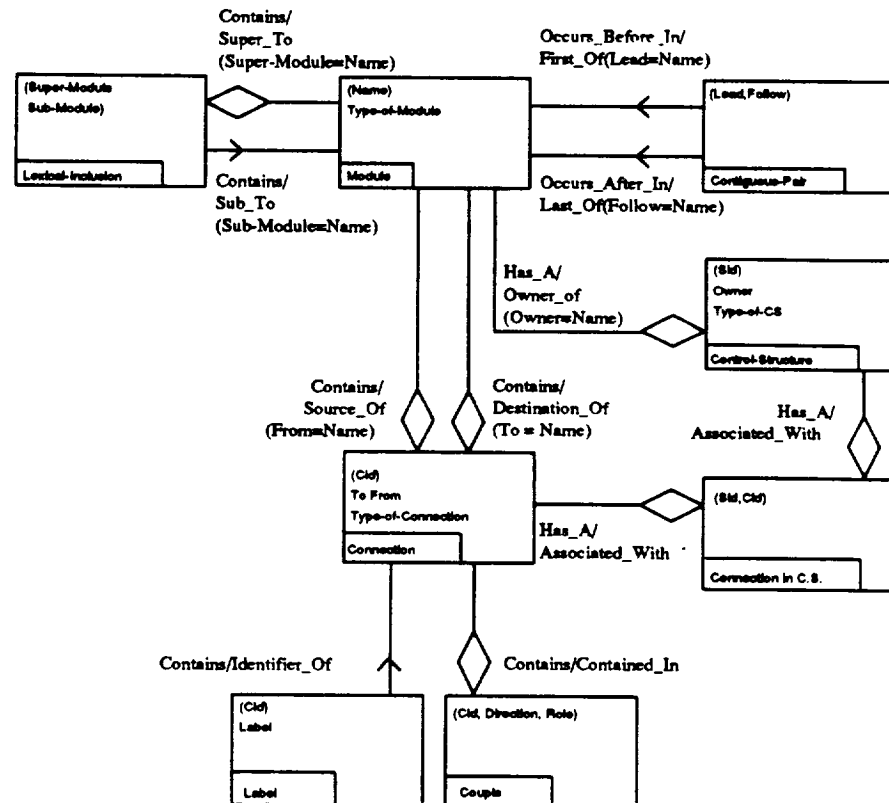 Contains/
Super_To
(Super-Module=Name)
Occurs_Before_In/
First_Of(Lead=Name)
(Super-Module
Sub-Module)
Lexical-Inclusion
(Name)
Type-of-Module
Module
(Lead,Follow)
Contiguous-Pair
Contains/
Sub_To
(Sub-Module=Name)
Occurs_After_In/
Last_Of(Follow=Name)
Has_A/
Owner_of
(Owner=Name)
(Sid)
Owner
Type-of-CS
Control-Structure
Contains/
Source_Of
(From=Name)
Contains/
Destination_Of
(To = Name)
Has_A/
Associated_With
(Cid)
To From
Type-of-Connection
Connection
Has_A/
Associated_With
(Sid,Cid)
Connection in C.S.
Contains/Identifier_Of
Contains/Contained_In
(Cid)
Label
Label
(Cid, Direction, Role)
Couple